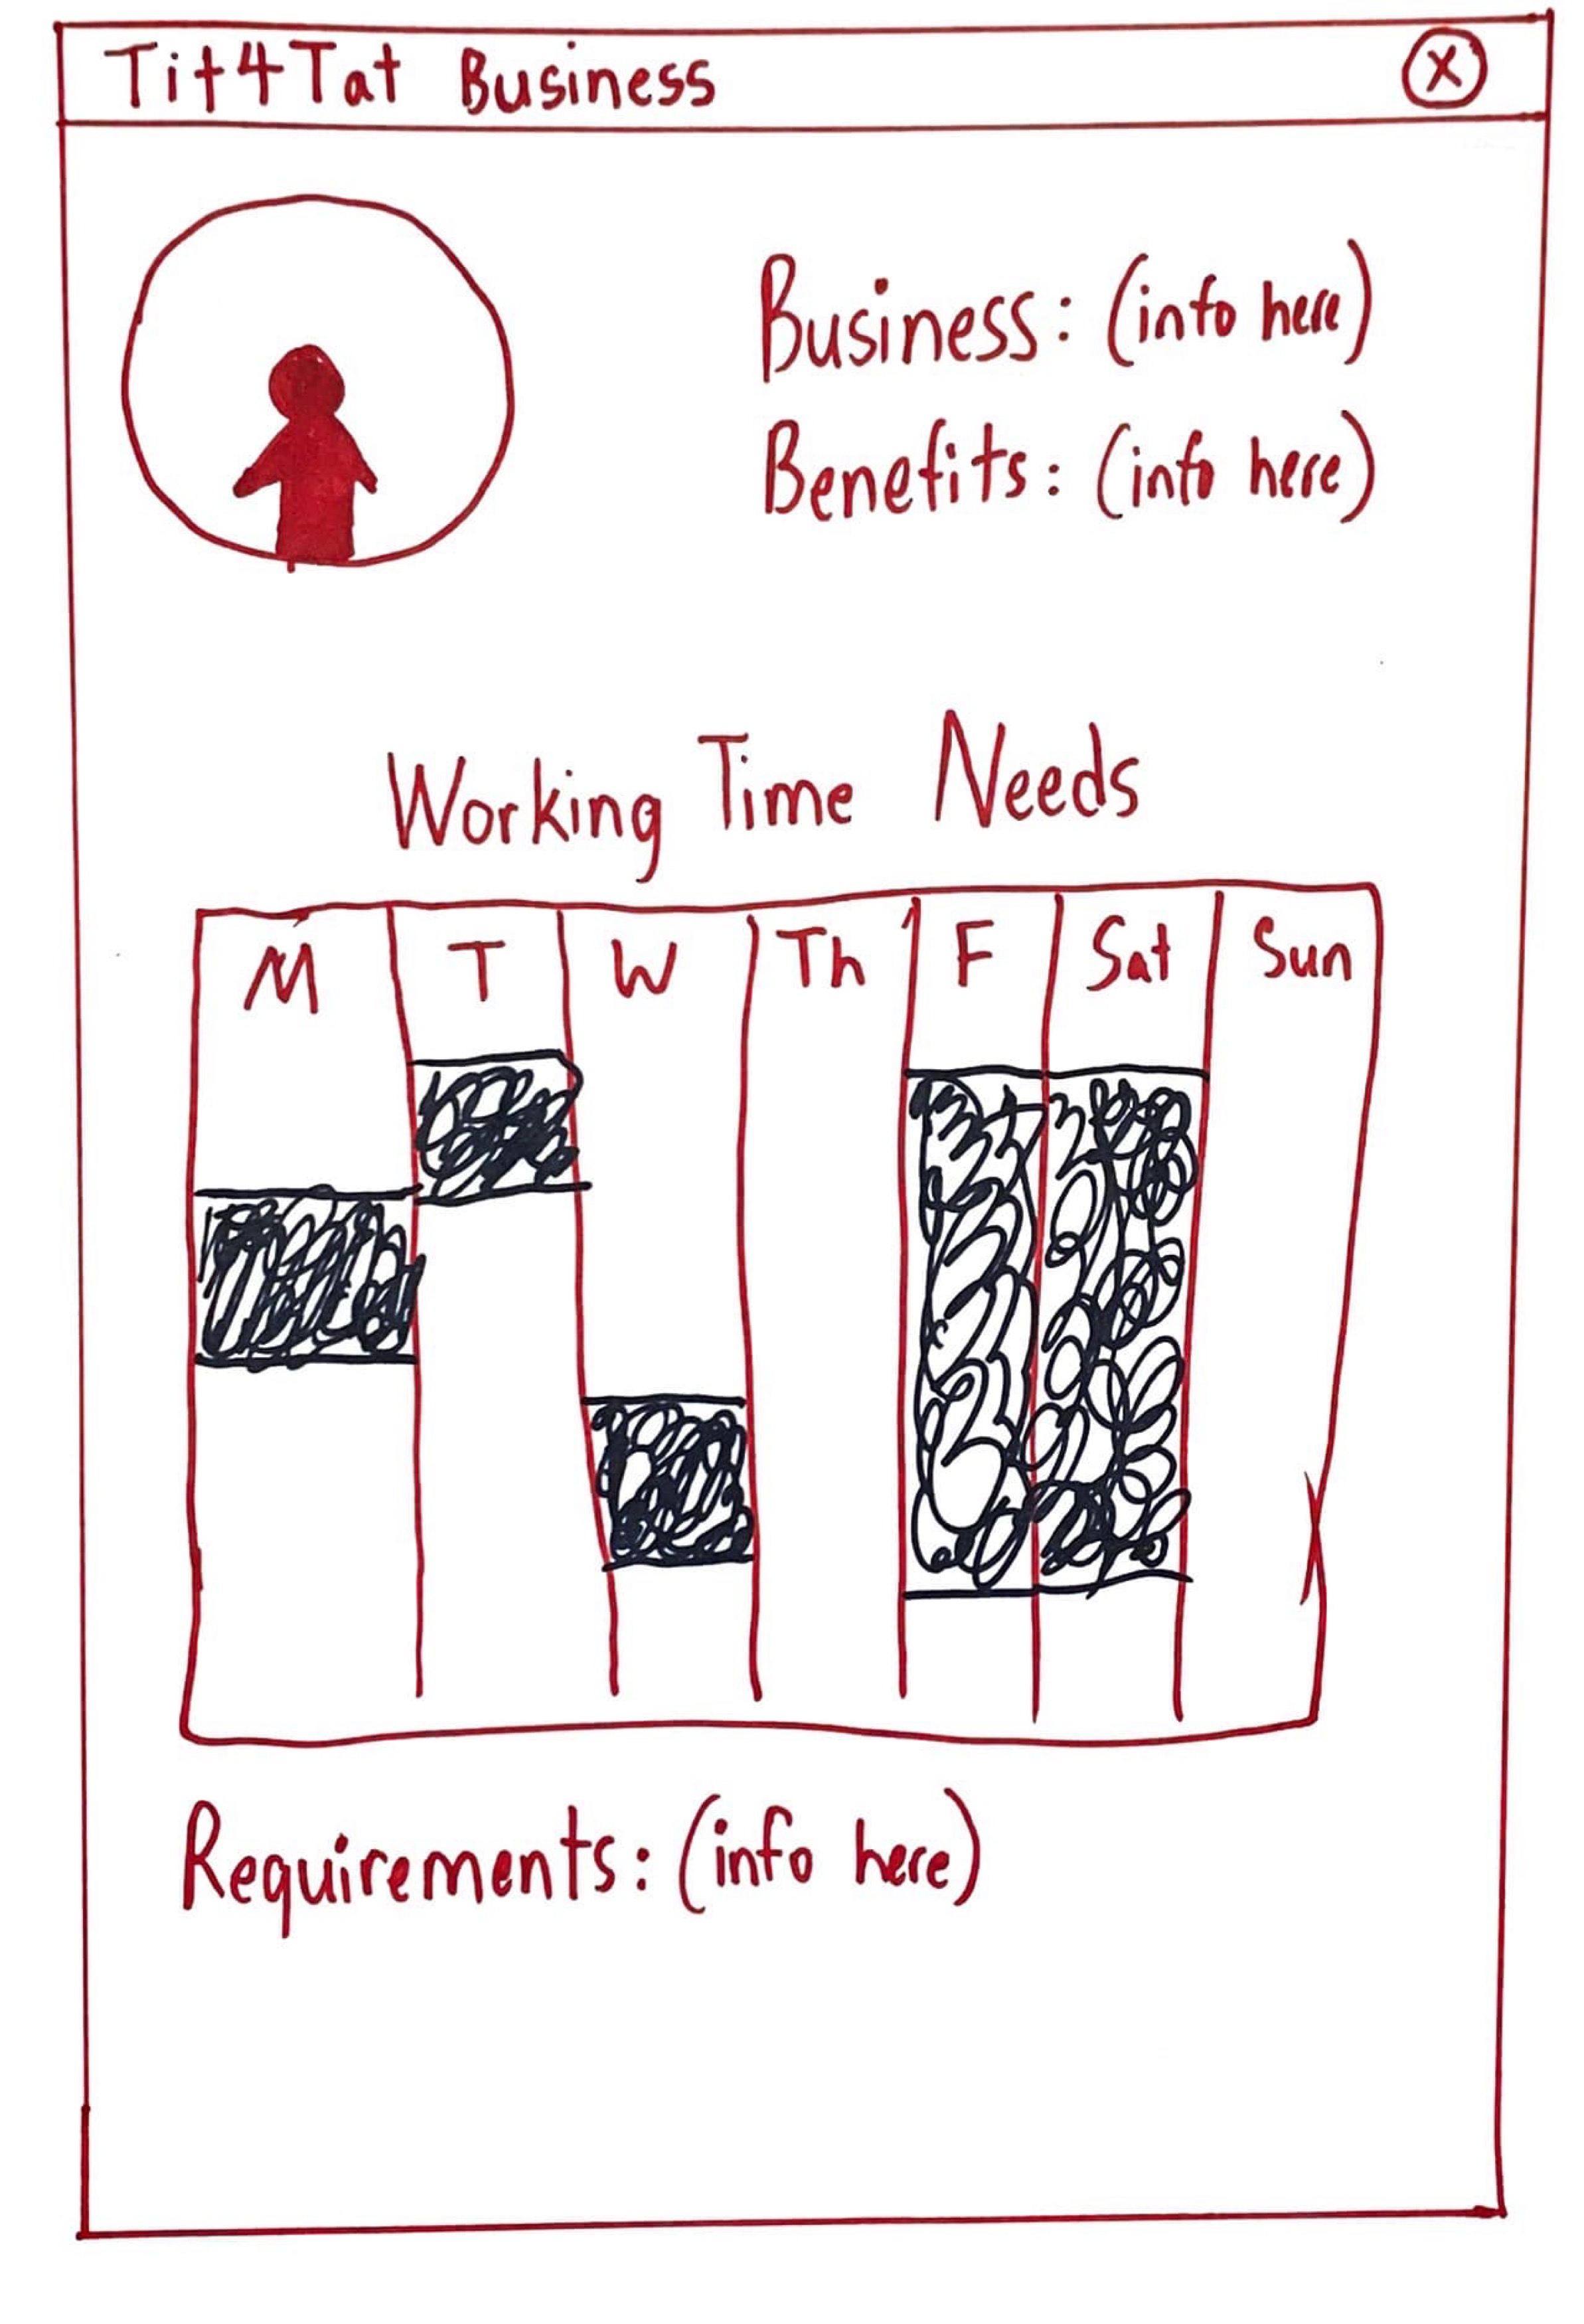 Tit4Tat Business X
Business: (info here)
Benefits: (info here)
Working Time Needs
M T W Th F Sat Sun
Requirements: (info here)